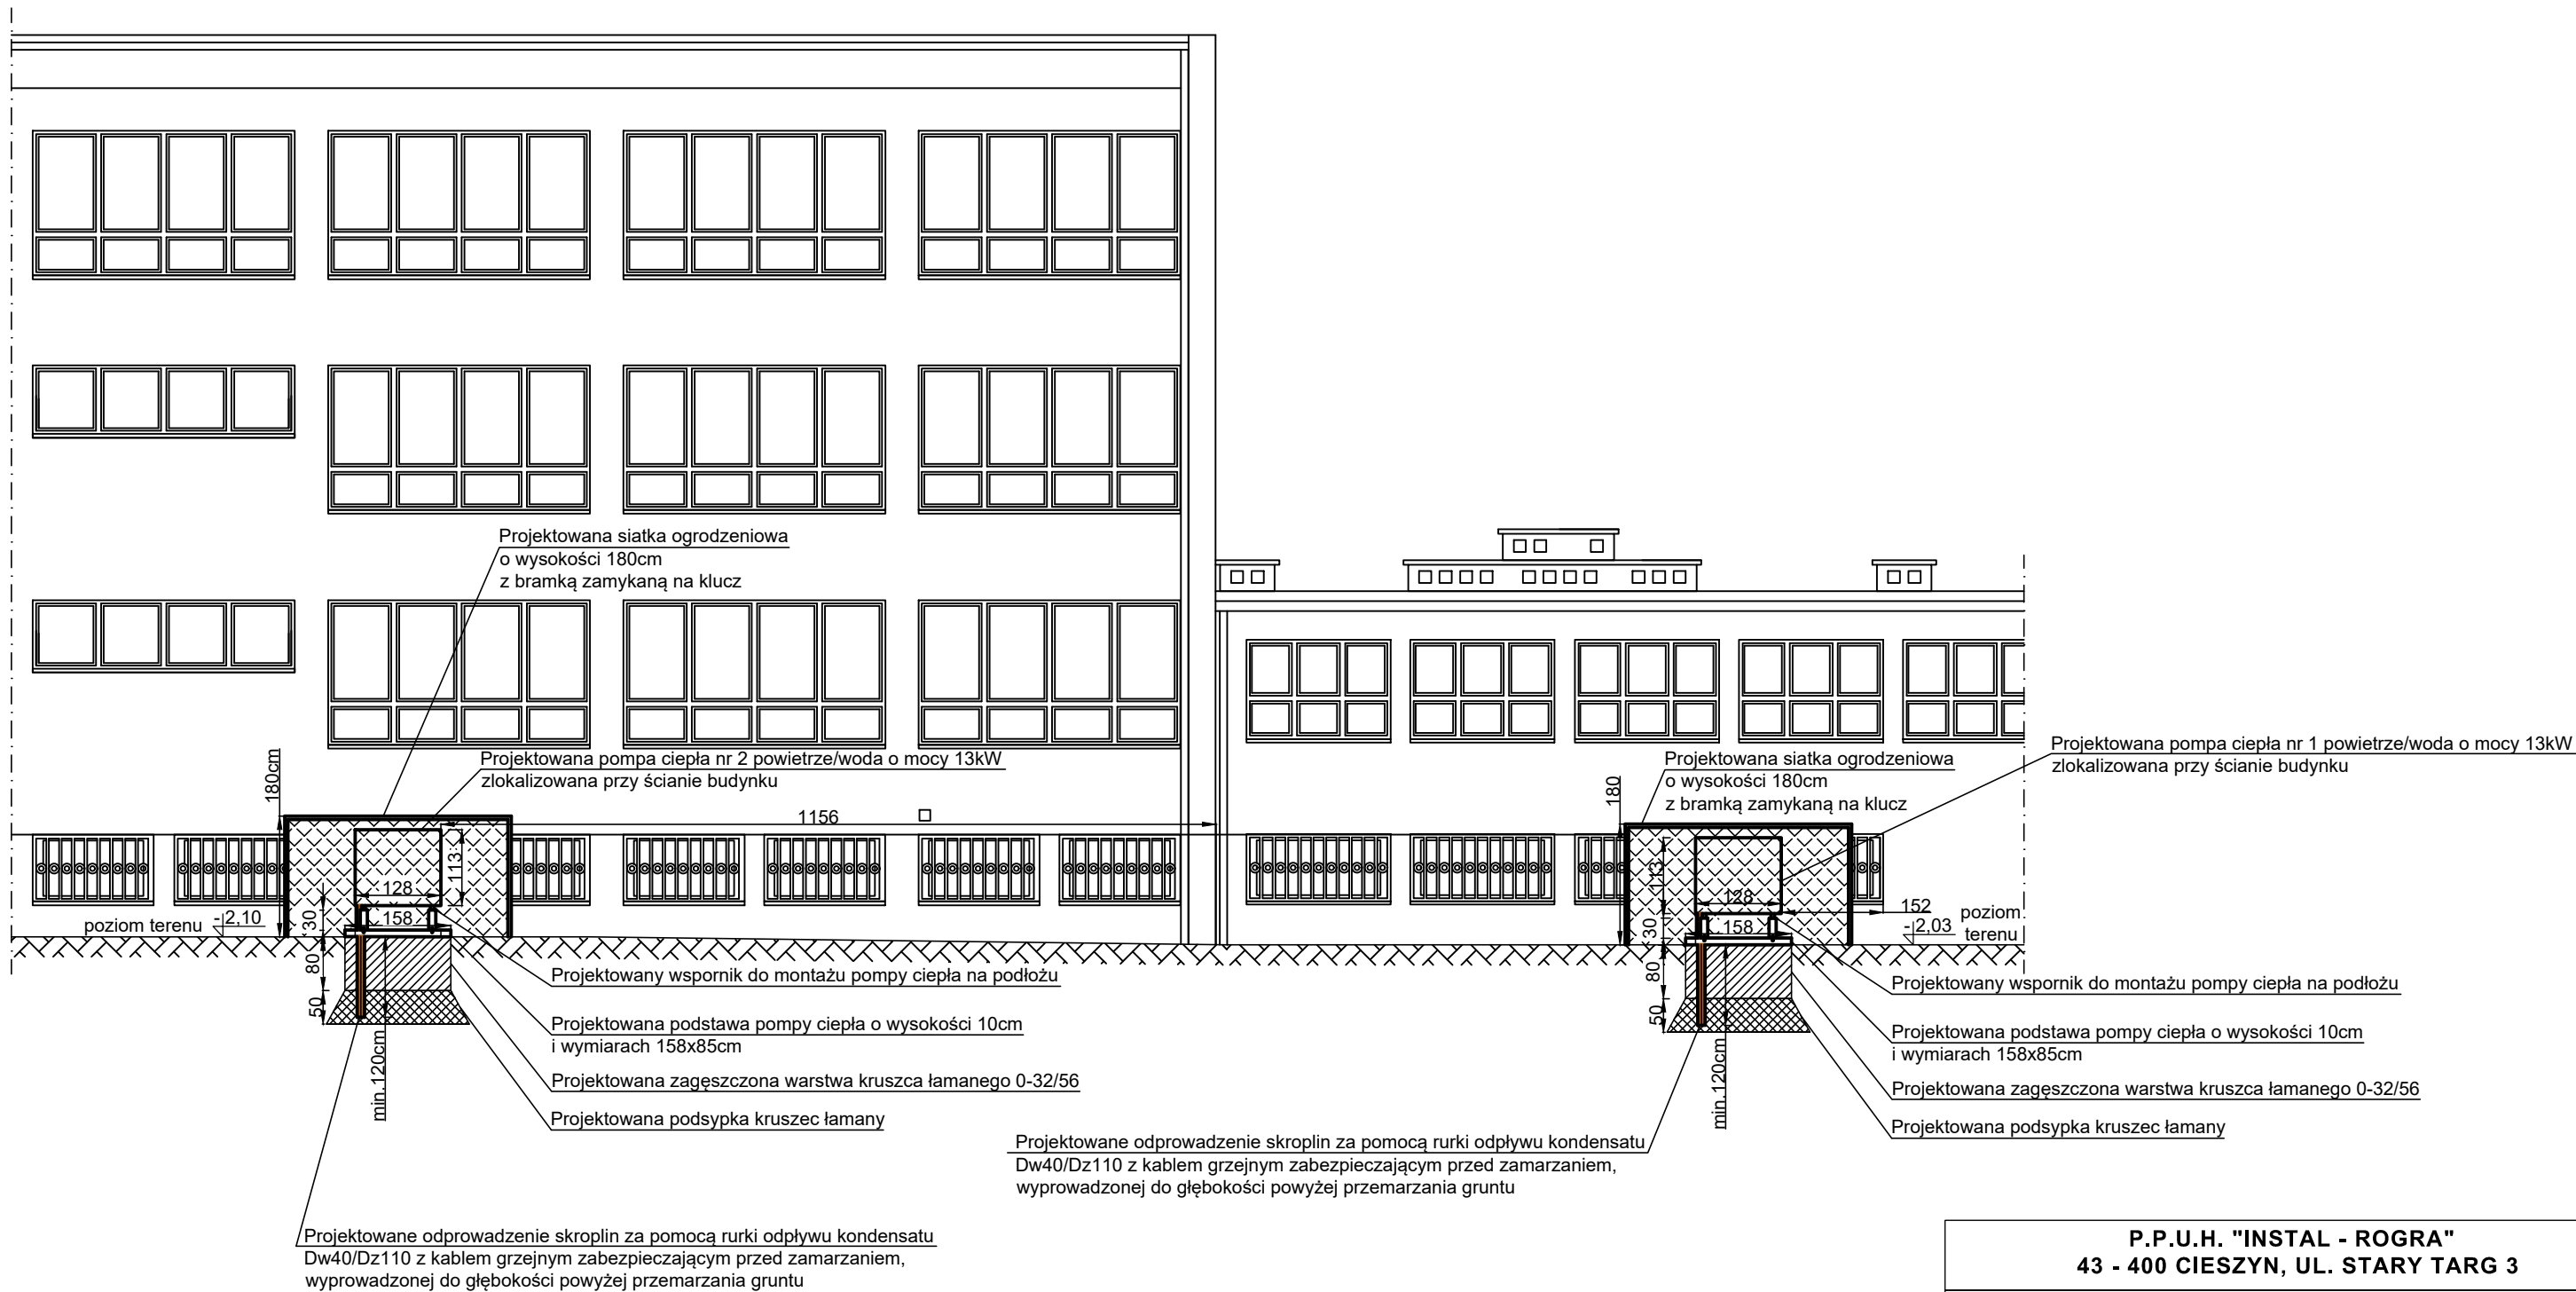 Projektowana siatka ogrodzeniowa
o wysokości 180cm
z bramką zamykaną na klucz
Projektowana pompa ciepła nr 2 powietrze/woda o mocy 13kW
zlokalizowana przy ścianie budynku
180cm
1156
113
128
158
30
80
50
poziom terenu
-2,10
min.120cm
Projektowany wspornik do montażu pompy ciepła na podłożu
Projektowana podstawa pompy ciepła o wysokości 10cm
i wymiarach 158x85cm
Projektowana zagęszczona warstwa kruszca łamanego 0-32/56
Projektowana podsypka kruszec łamany
Projektowane odprowadzenie skroplin za pomocą rurki odpływu kondensatu
Dw40/Dz110 z kablem grzejnym zabezpieczającym przed zamarzaniem,
wyprowadzonej do głębokości powyżej przemarzania gruntu
Projektowana pompa ciepła nr 1 powietrze/woda o mocy 13kW
zlokalizowana przy ścianie budynku
Projektowana siatka ogrodzeniowa
o wysokości 180cm
z bramką zamykaną na klucz
180
113
128
158
30
80
50
152
poziom
terenu
-2,03
min.120cm
Projektowany wspornik do montażu pompy ciepła na podłożu
Projektowana podstawa pompy ciepła o wysokości 10cm
i wymiarach 158x85cm
Projektowana zagęszczona warstwa kruszca łamanego 0-32/56
Projektowana podsypka kruszec łamany
Projektowane odprowadzenie skroplin za pomocą rurki odpływu kondensatu
Dw40/Dz110 z kablem grzejnym zabezpieczającym przed zamarzaniem,
wyprowadzonej do głębokości powyżej przemarzania gruntu
P.P.U.H. "INSTAL - ROGRA"
43 - 400 CIESZYN, UL. STARY TARG 3